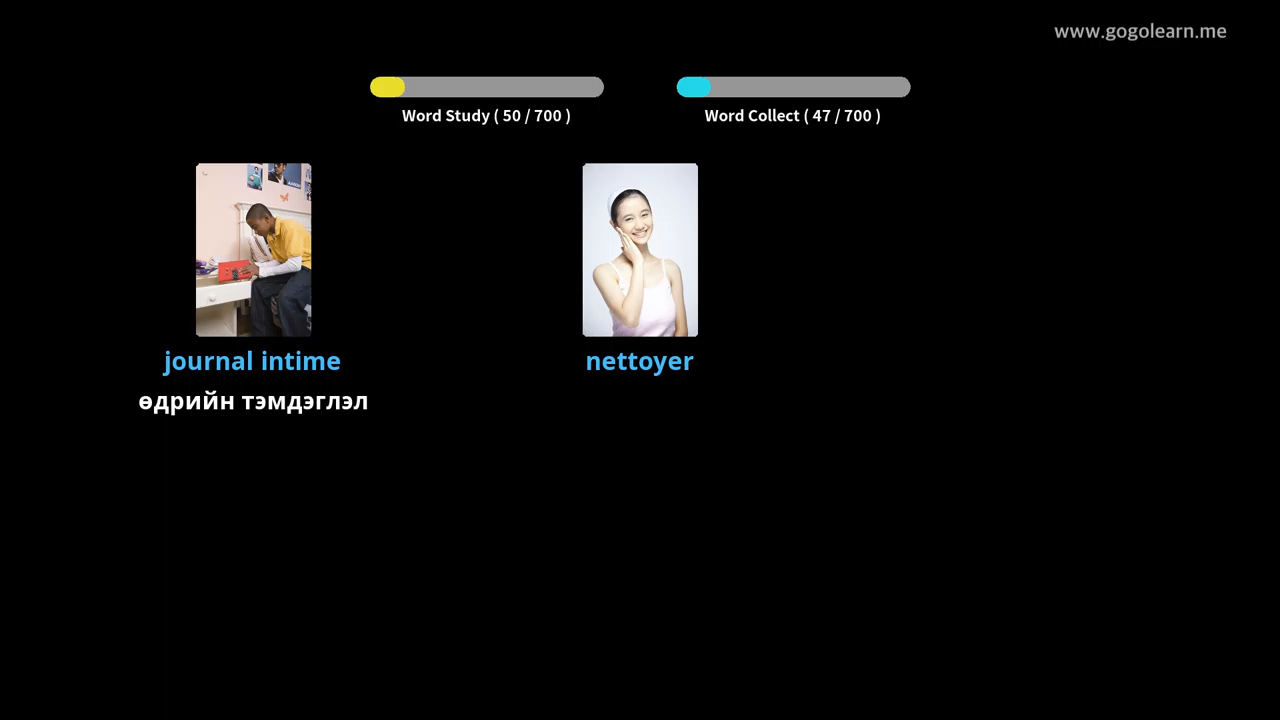 www.gogolearn.me
Word Study ( 50 / 700 )
Word Collect ( 47 / 700 )
journal intime
nettoyer
өдрийн тэмдэглэл